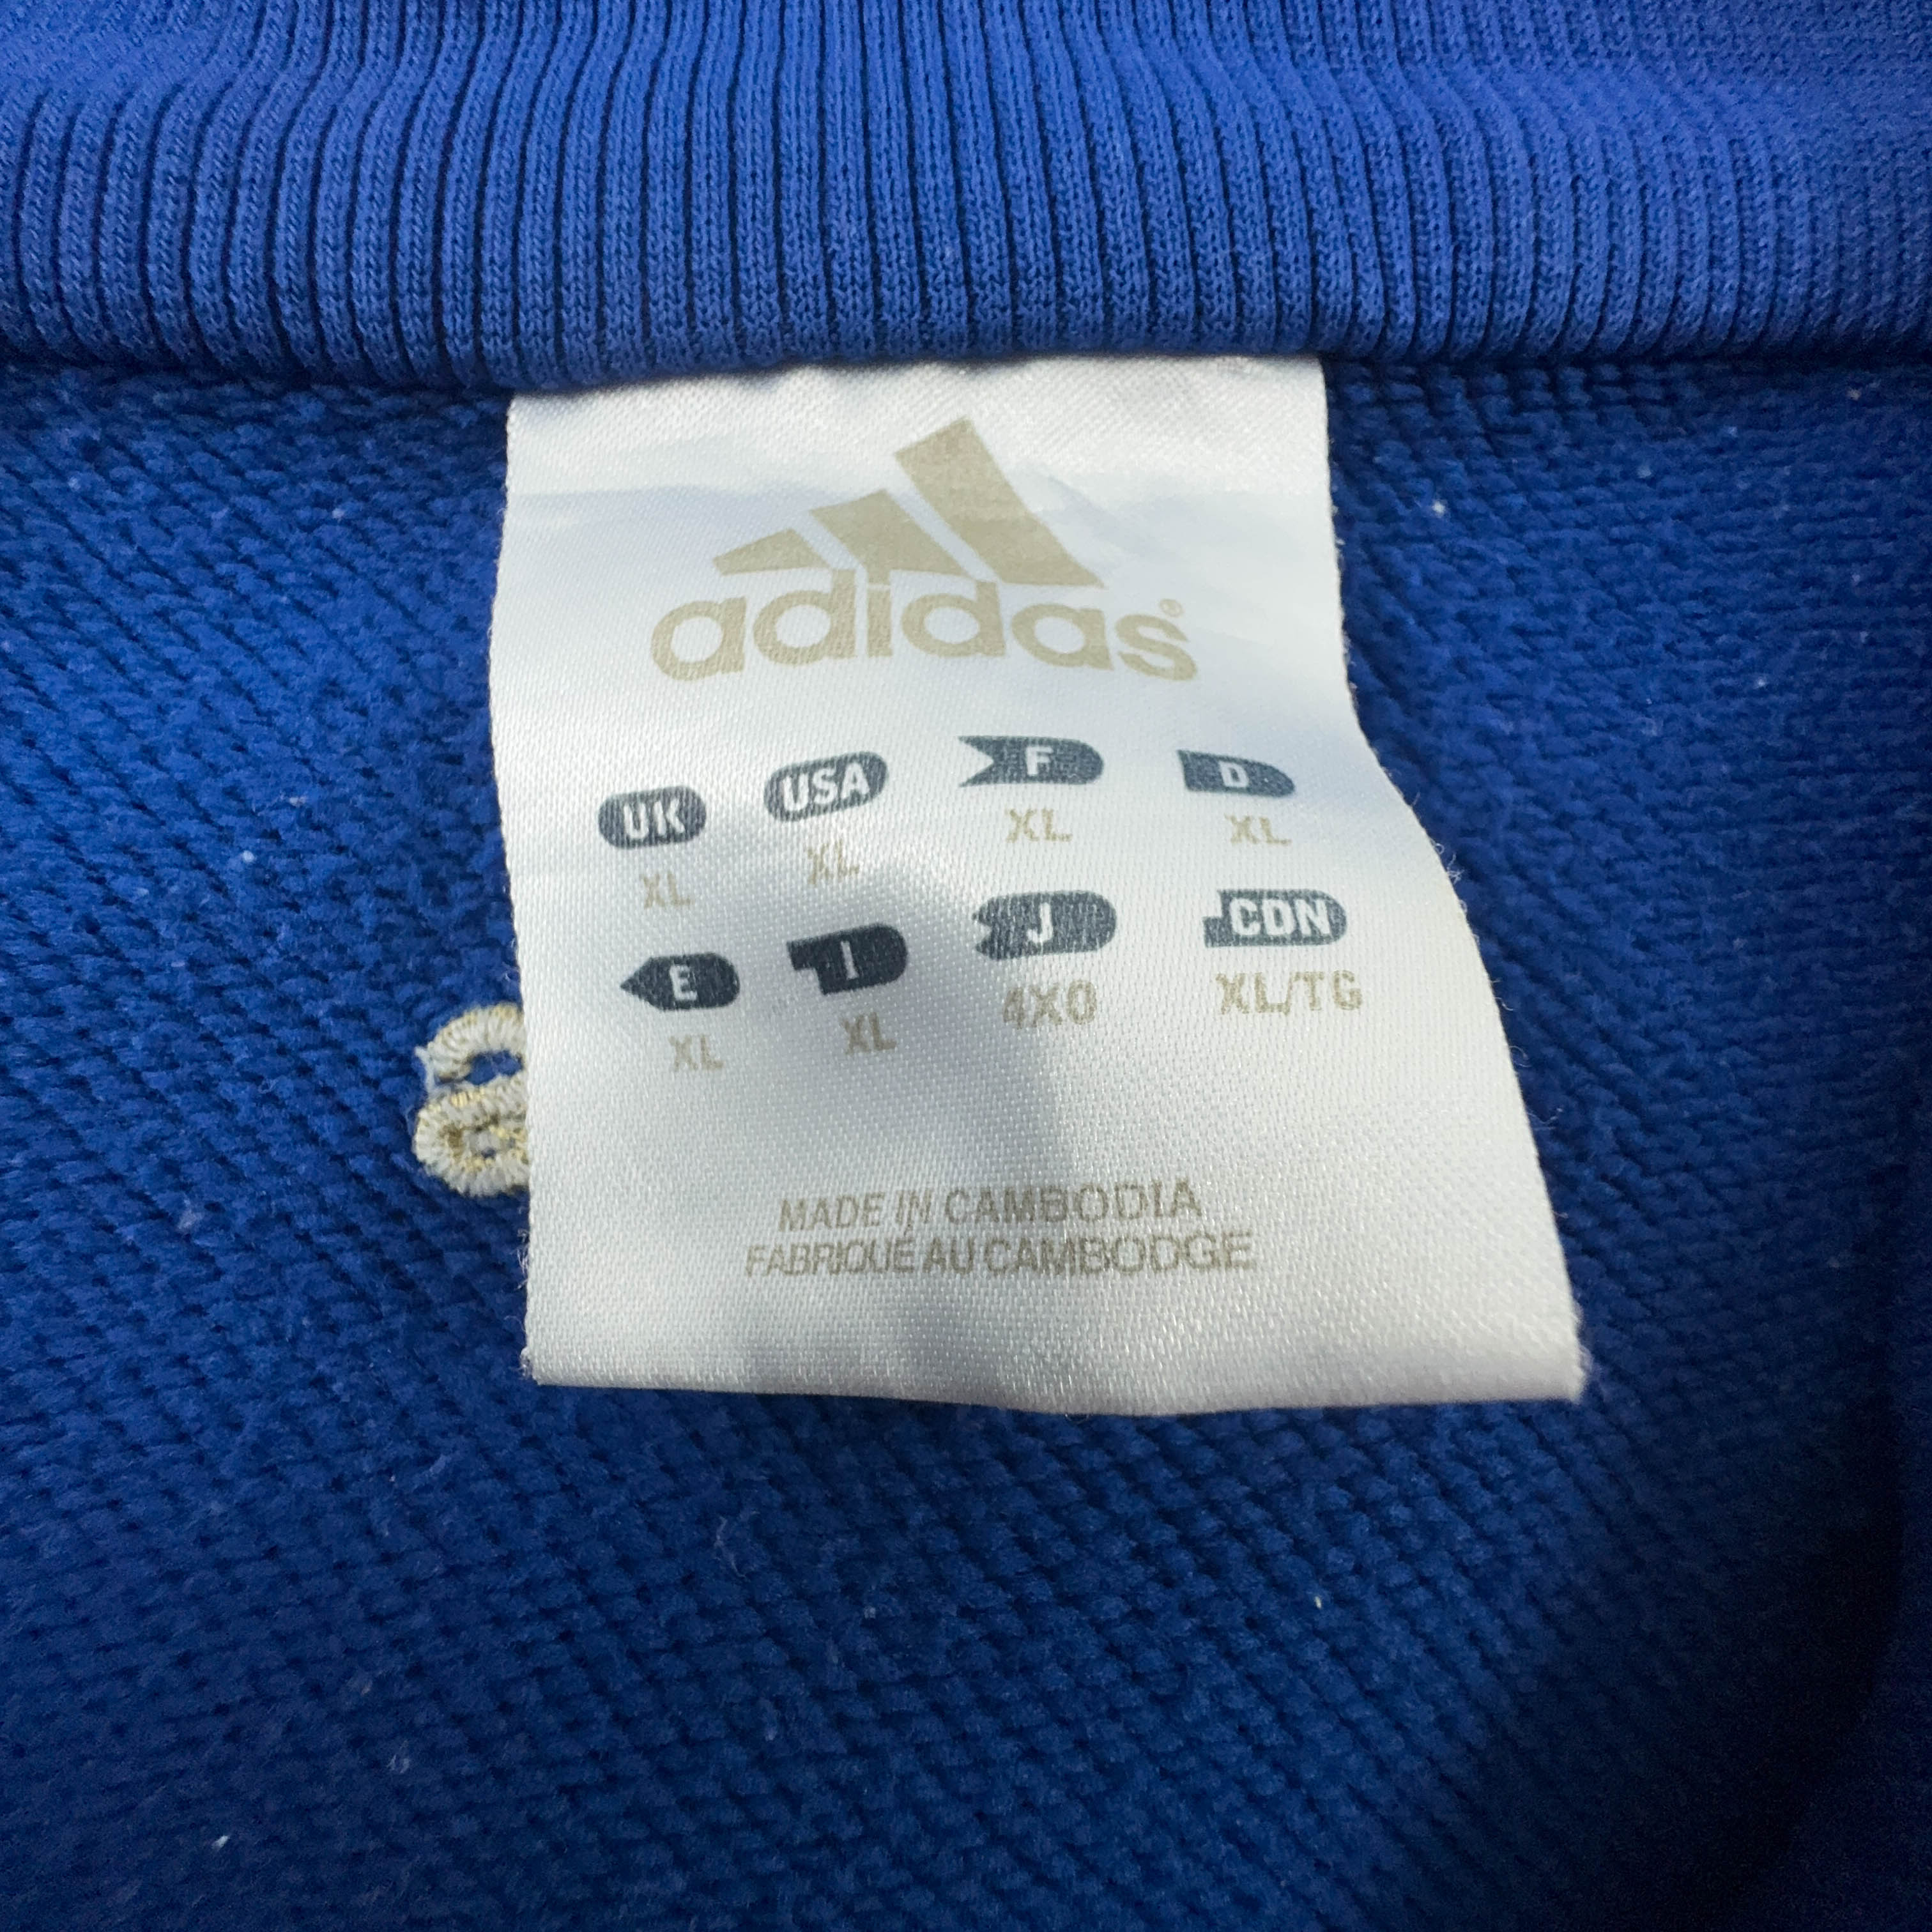 adidas®
UK USA F D
XL XL XL XL
E I J CDN
XL XL 4XO XL/TG
MADE IN CAMBODIA
FABRIQUÉ AU CAMBODGE